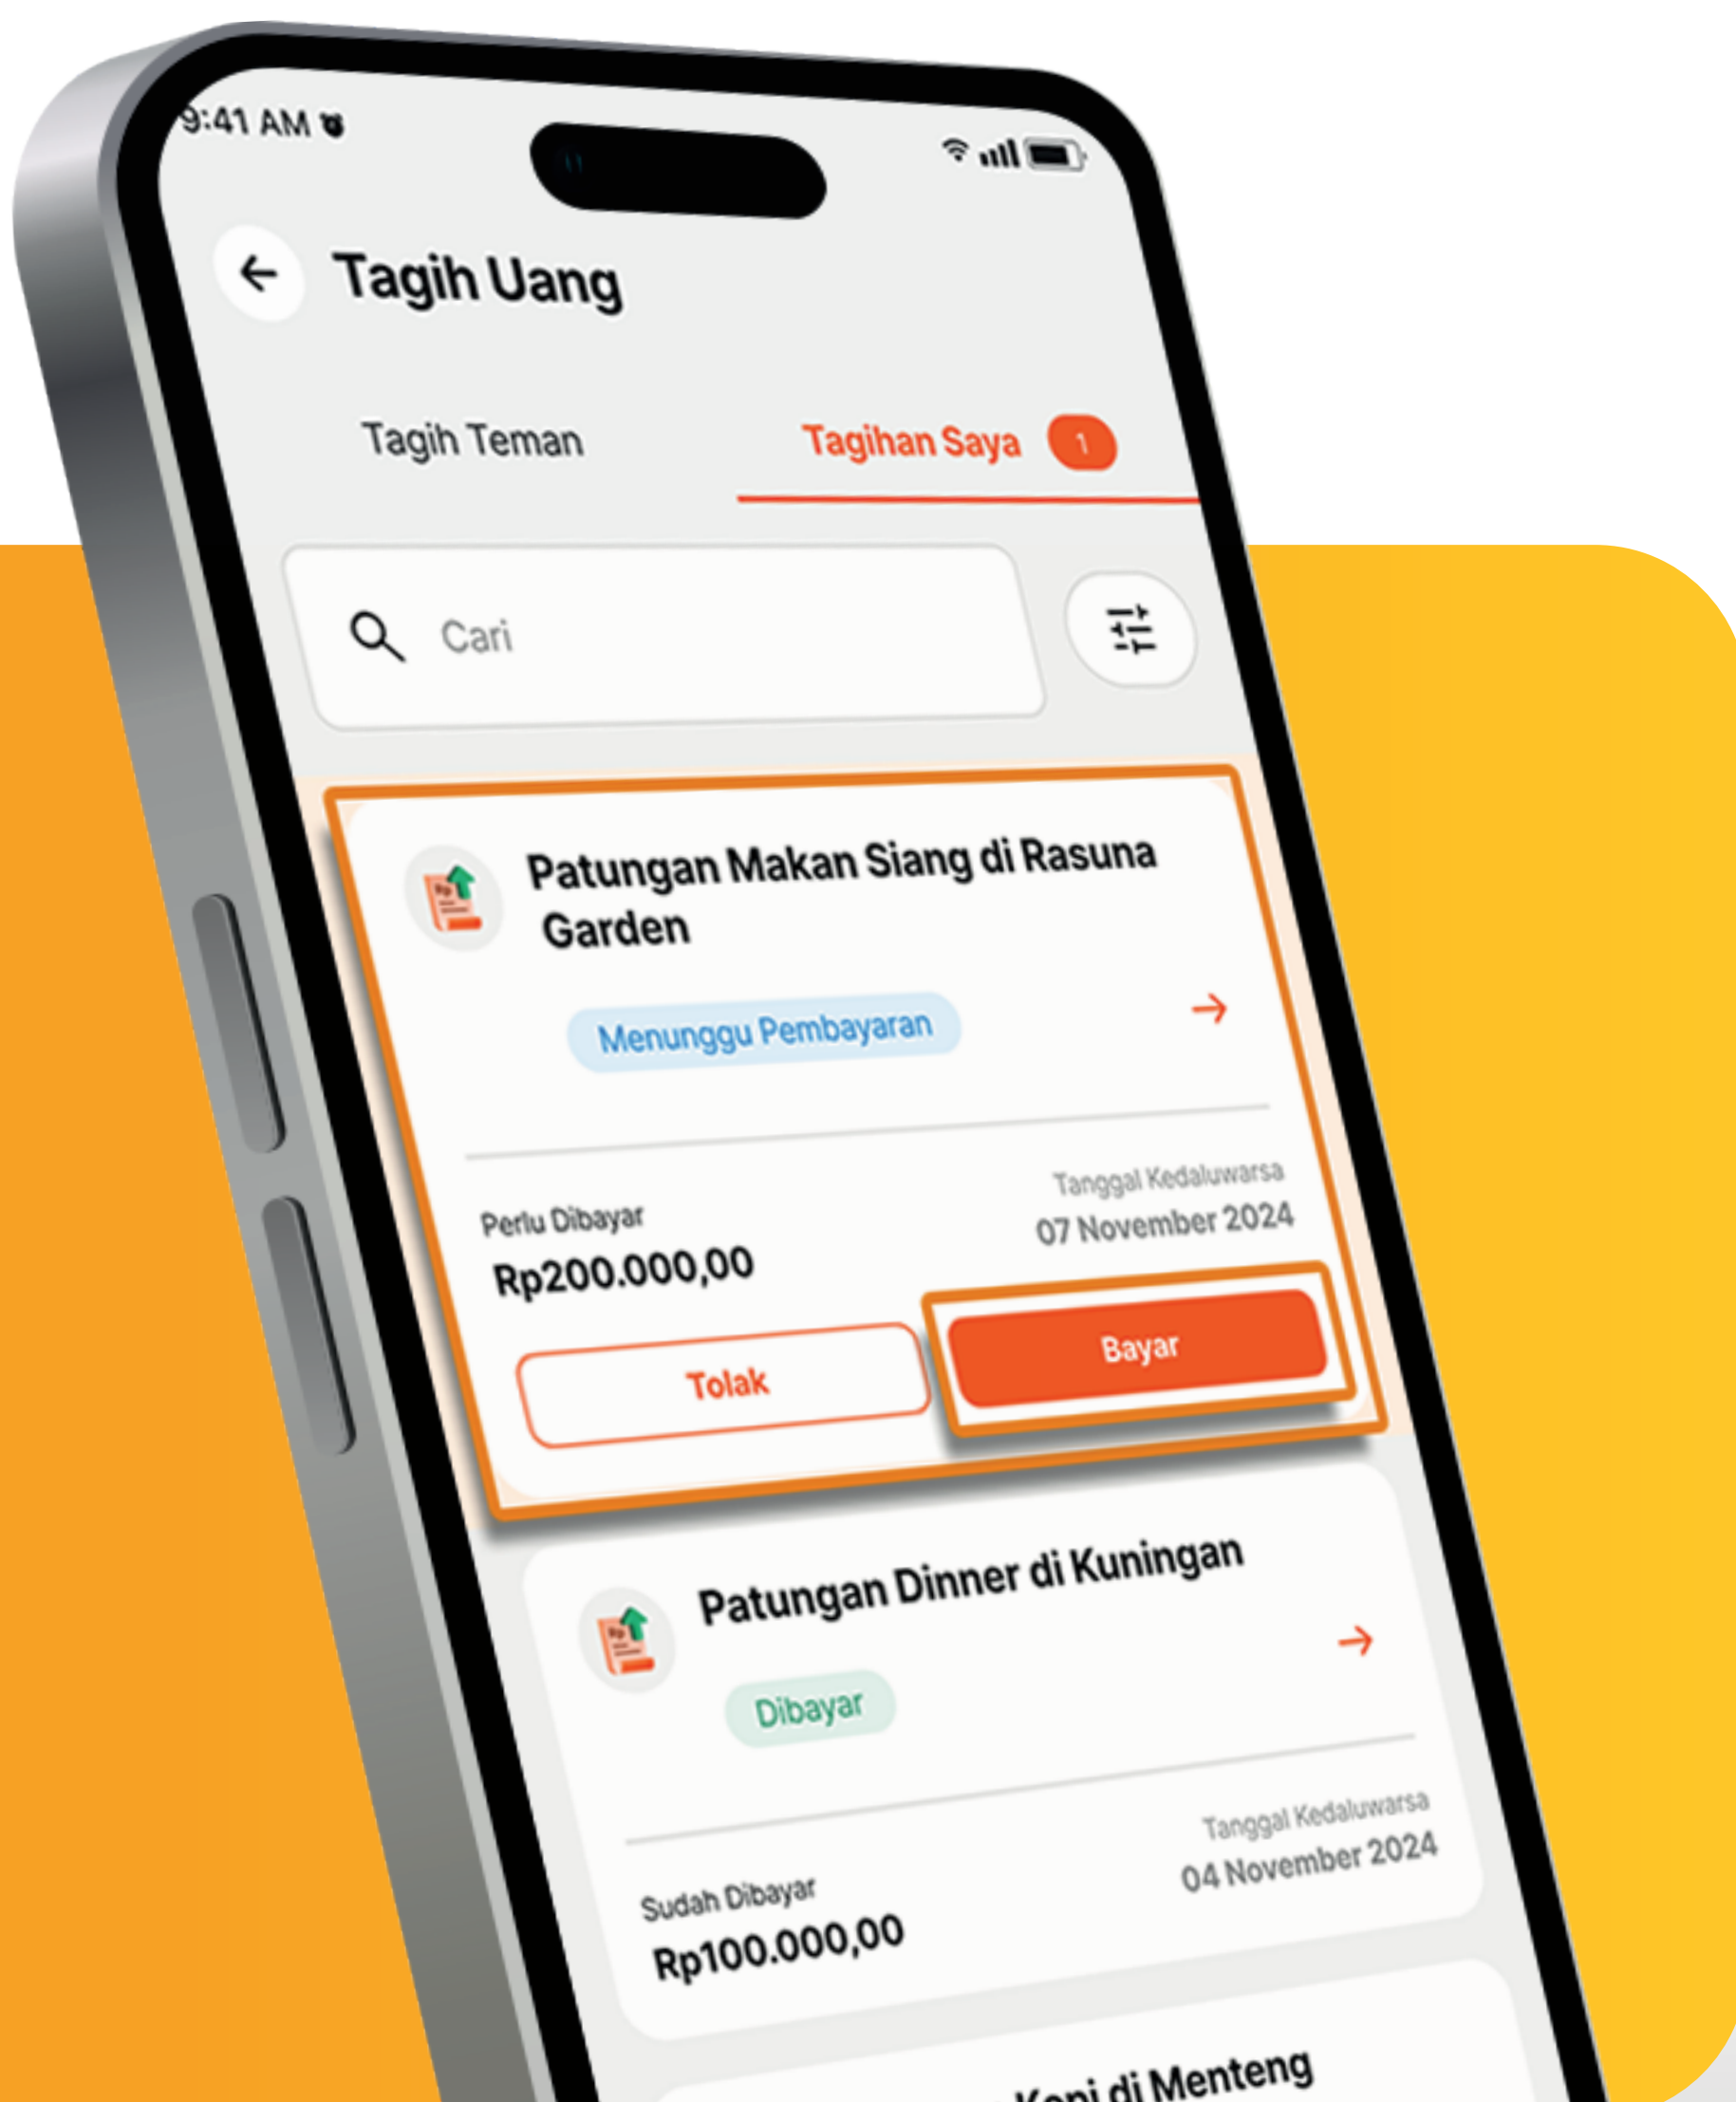 9:41 AM
Tagih Uang
Tagih Teman
Tagihan Saya 1
Cari
Patungan Makan Siang di Rasuna
Garden
Menunggu Pembayaran
Perlu Dibayar
Tanggal Kedaluwarsa
Rp200.000,00
07 November 2024
Tolak
Bayar
Patungan Dinner di Kuningan
Dibayar
Sudah Dibayar
Tanggal Kedaluwarsa
Rp100.000,00
04 November 2024
Kopi di Menteng